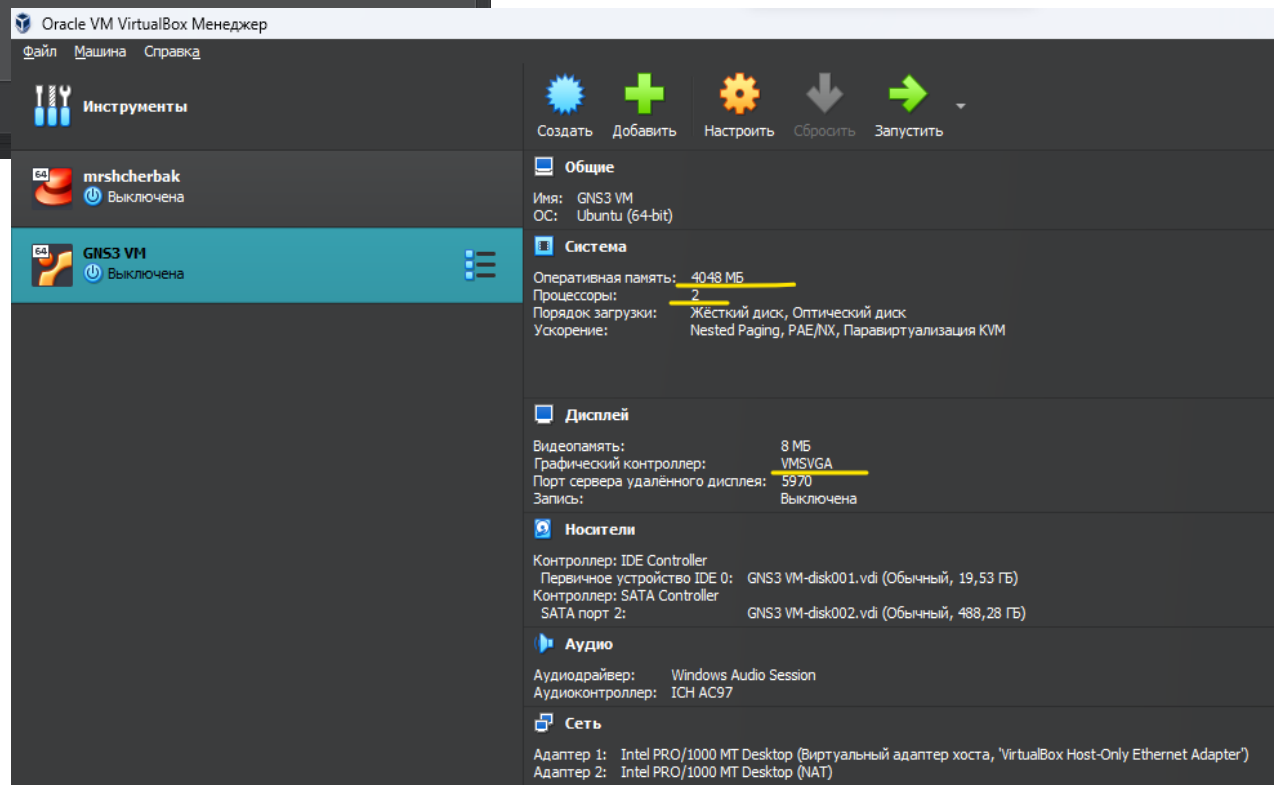 Oracle VM VirtualBox Менеджер
Файл Машина Справка
Инструменты
Создать Добавить Настроить Сбросить Запустить
64 mrshcherbak
Выключена
64 GNS3 VM
Выключена
Общие
Имя: GNS3 VM
ОС: Ubuntu (64-bit)
Система
Оперативная память: 4048 МБ
Процессоры: 2
Порядок загрузки: Жёсткий диск, Оптический диск
Ускорение: Nested Paging, PAE/NX, Паравиртуализация KVM
Дисплей
Видеопамять: 8 МБ
Графический контроллер: VMSVGA
Порт сервера удалённого дисплея: 5970
Запись: Выключена
Носители
Контроллер: IDE Controller
Первичное устройство IDE 0: GNS3 VM-disk001.vdi (Обычный, 19,53 ГБ)
Контроллер: SATA Controller
SATA порт 2: GNS3 VM-disk002.vdi (Обычный, 488,28 ГБ)
Аудио
Аудиодрайвер: Windows Audio Session
Аудиоконтроллер: ICH AC97
Сеть
Адаптер 1: Intel PRO/1000 MT Desktop (Виртуальный адаптер хоста, 'VirtualBox Host-Only Ethernet Adapter')
Адаптер 2: Intel PRO/1000 MT Desktop (NAT)